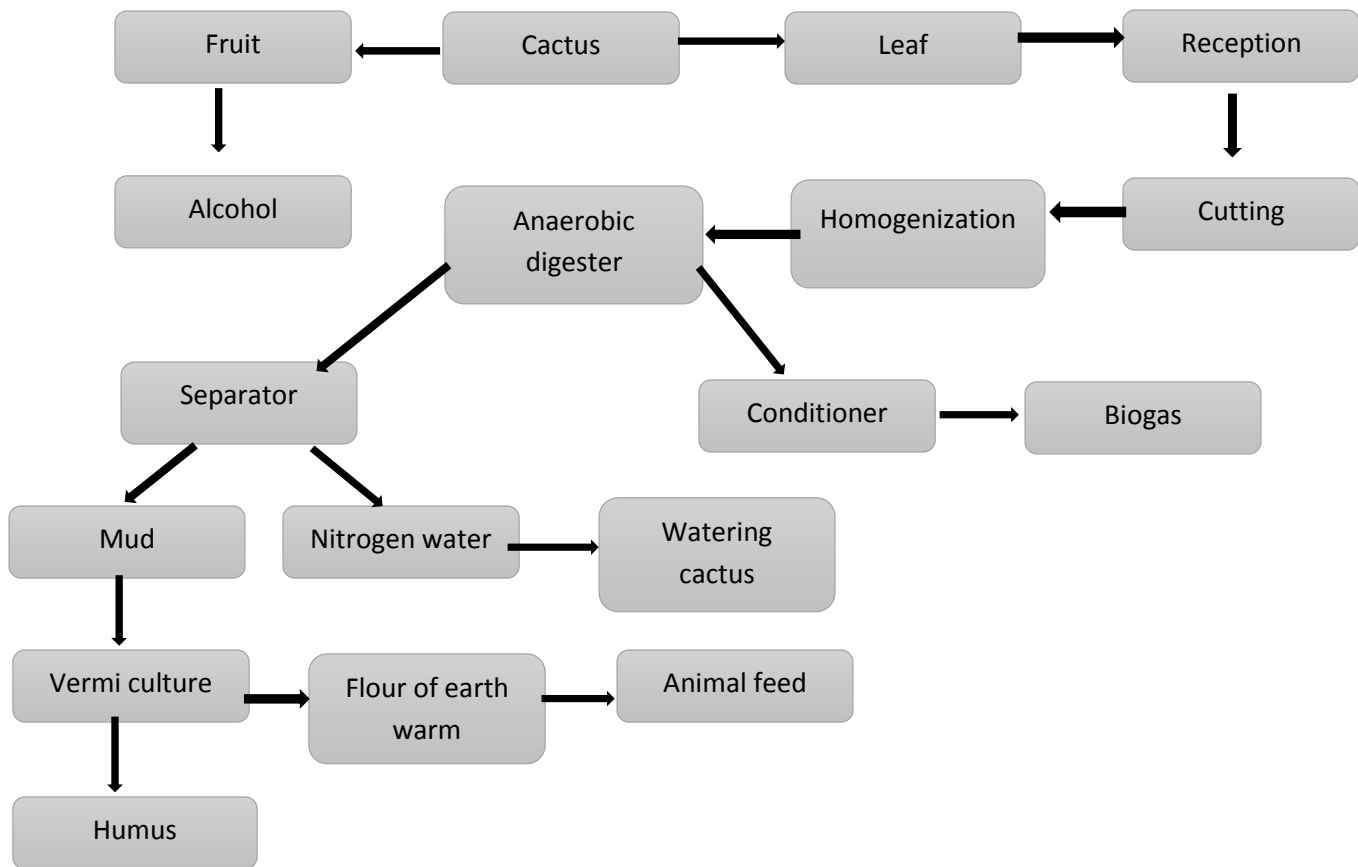 Fruit
Cactus
Leaf
Reception
Alcohol
Anaerobic
digester
Homogenization
Cutting
Separator
Conditioner
Biogas
Mud
Nitrogen water
Watering
cactus
Vermi culture
Flour of earth
warm
Animal feed
Humus